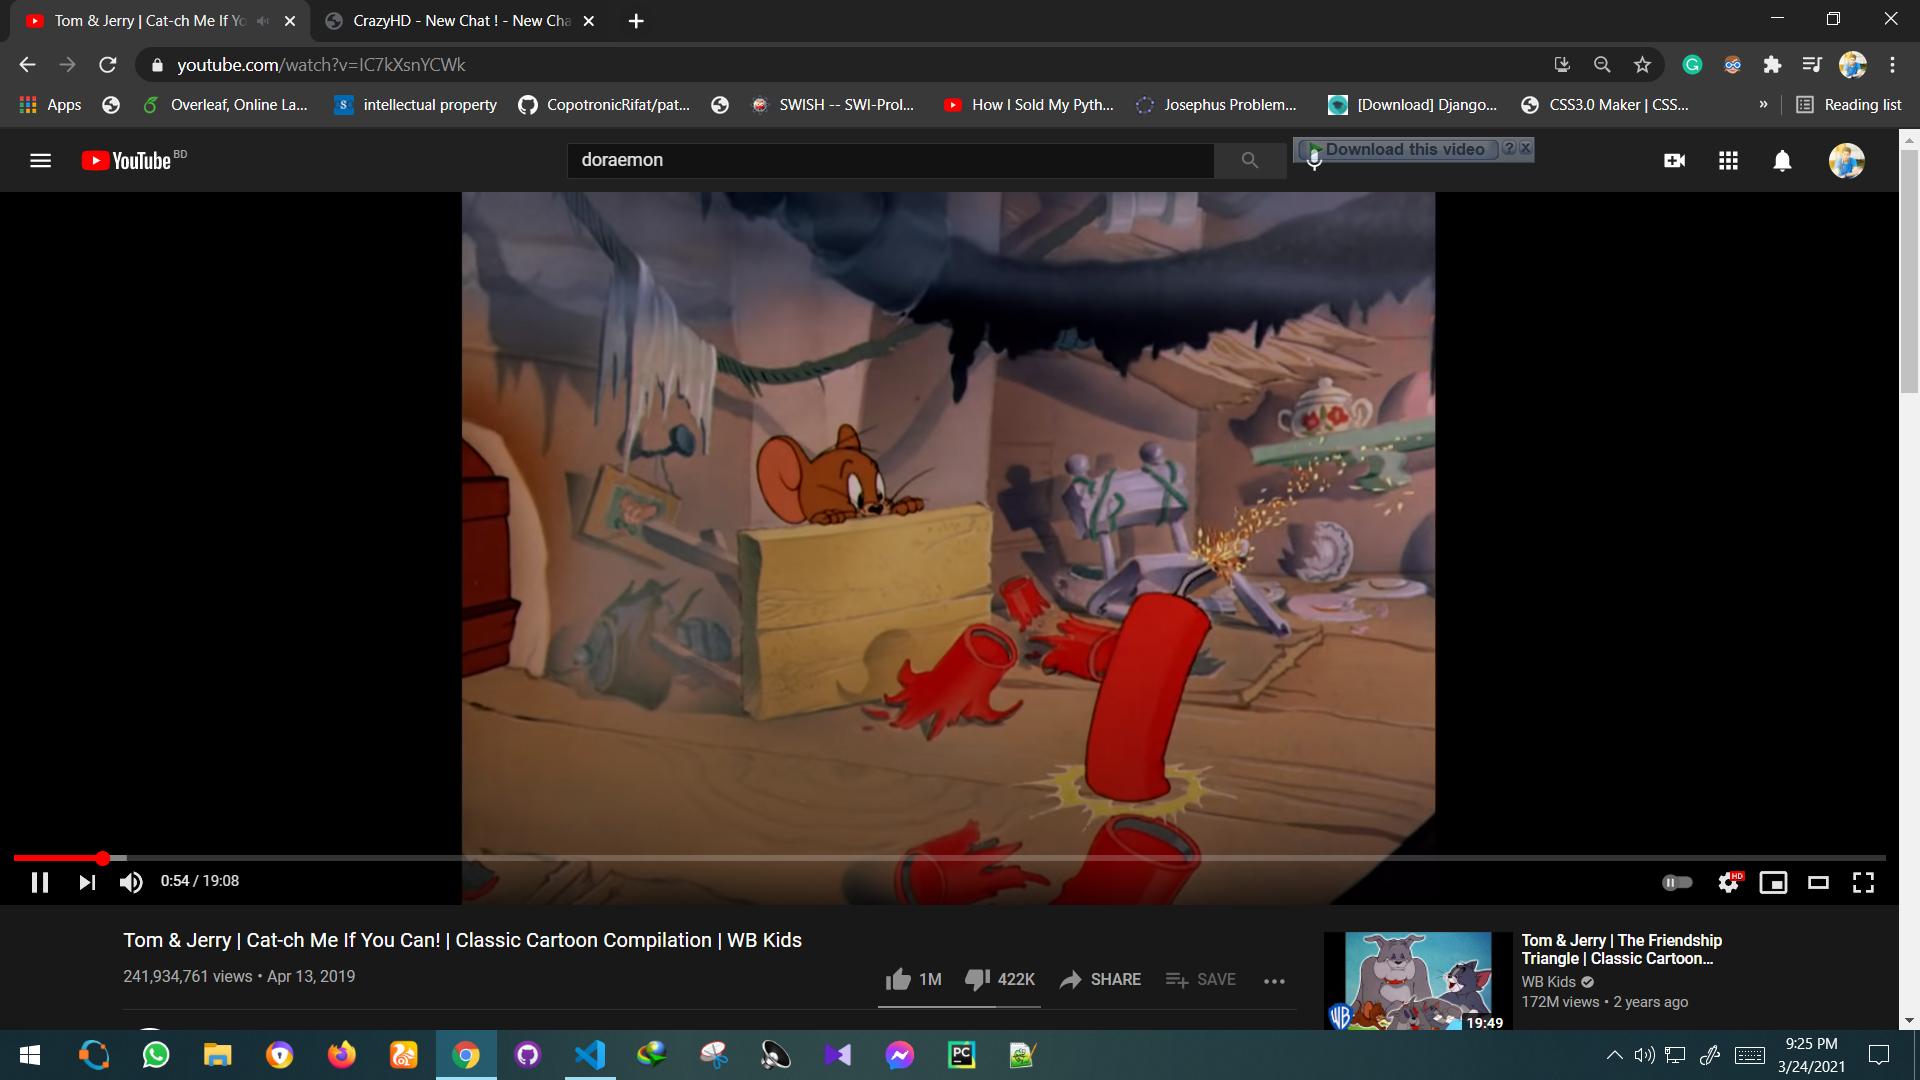 Tom & Jerry | Cat-ch Me If Yo
CrazyHD - New Chat ! - New Cha
youtube.com/watch?v=IC7kXsnYCWk
Apps
Overleaf, Online La...
S intellectual property
CopotronicRifat/pat...
SWISH -- SWI-Prol...
How I Sold My Pyth...
Josephus Problem...
[Download] Django...
CSS3.0 Maker | CSS...
»
Reading list
YouTube BD
doraemon
Download this video ?
0:54 / 19:08
HD
Tom & Jerry | Cat-ch Me If You Can! | Classic Cartoon Compilation | WB Kids
241,934,761 views • Apr 13, 2019
1M
422K
SHARE
SAVE
Tom & Jerry | The Friendship
Triangle | Classic Cartoon...
WB Kids
172M views • 2 years ago
WB
19:49
PC
9:25 PM
3/24/2021